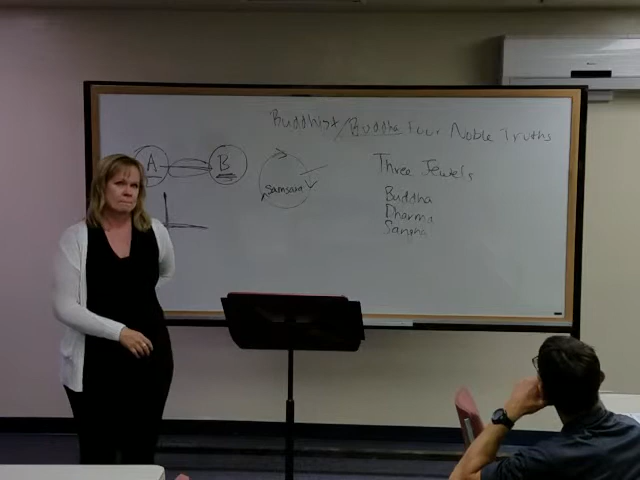 Buddhist/Buddha Four Noble Truths
A B
Samsara
Three Jewels
Buddha
Dharma
Sangha